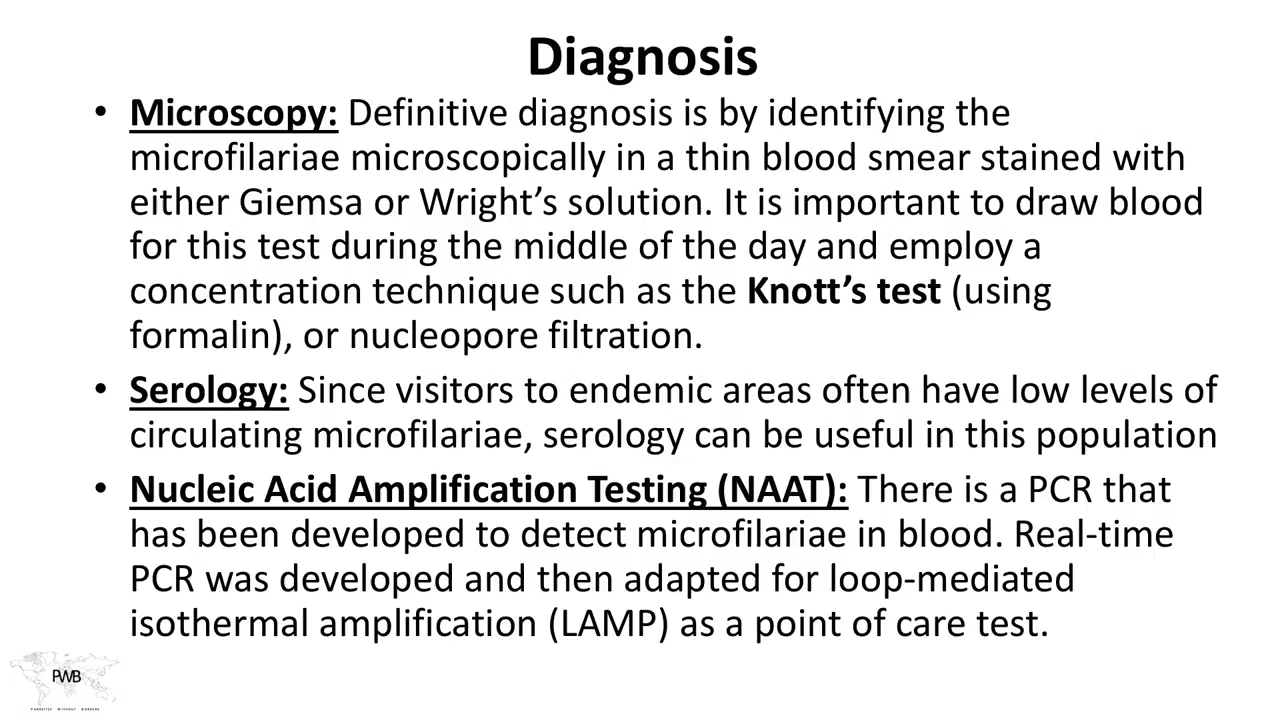 Diagnosis
• Microscopy: Definitive diagnosis is by identifying the
microfilariae microscopically in a thin blood smear stained with
either Giemsa or Wright’s solution. It is important to draw blood
for this test during the middle of the day and employ a
concentration technique such as the Knott’s test (using
formalin), or nucleopore filtration.
• Serology: Since visitors to endemic areas often have low levels of
circulating microfilariae, serology can be useful in this population
• Nucleic Acid Amplification Testing (NAAT): There is a PCR that
has been developed to detect microfilariae in blood. Real-time
PCR was developed and then adapted for loop-mediated
isothermal amplification (LAMP) as a point of care test.
PWB
PARASITES WITHOUT BORDERS